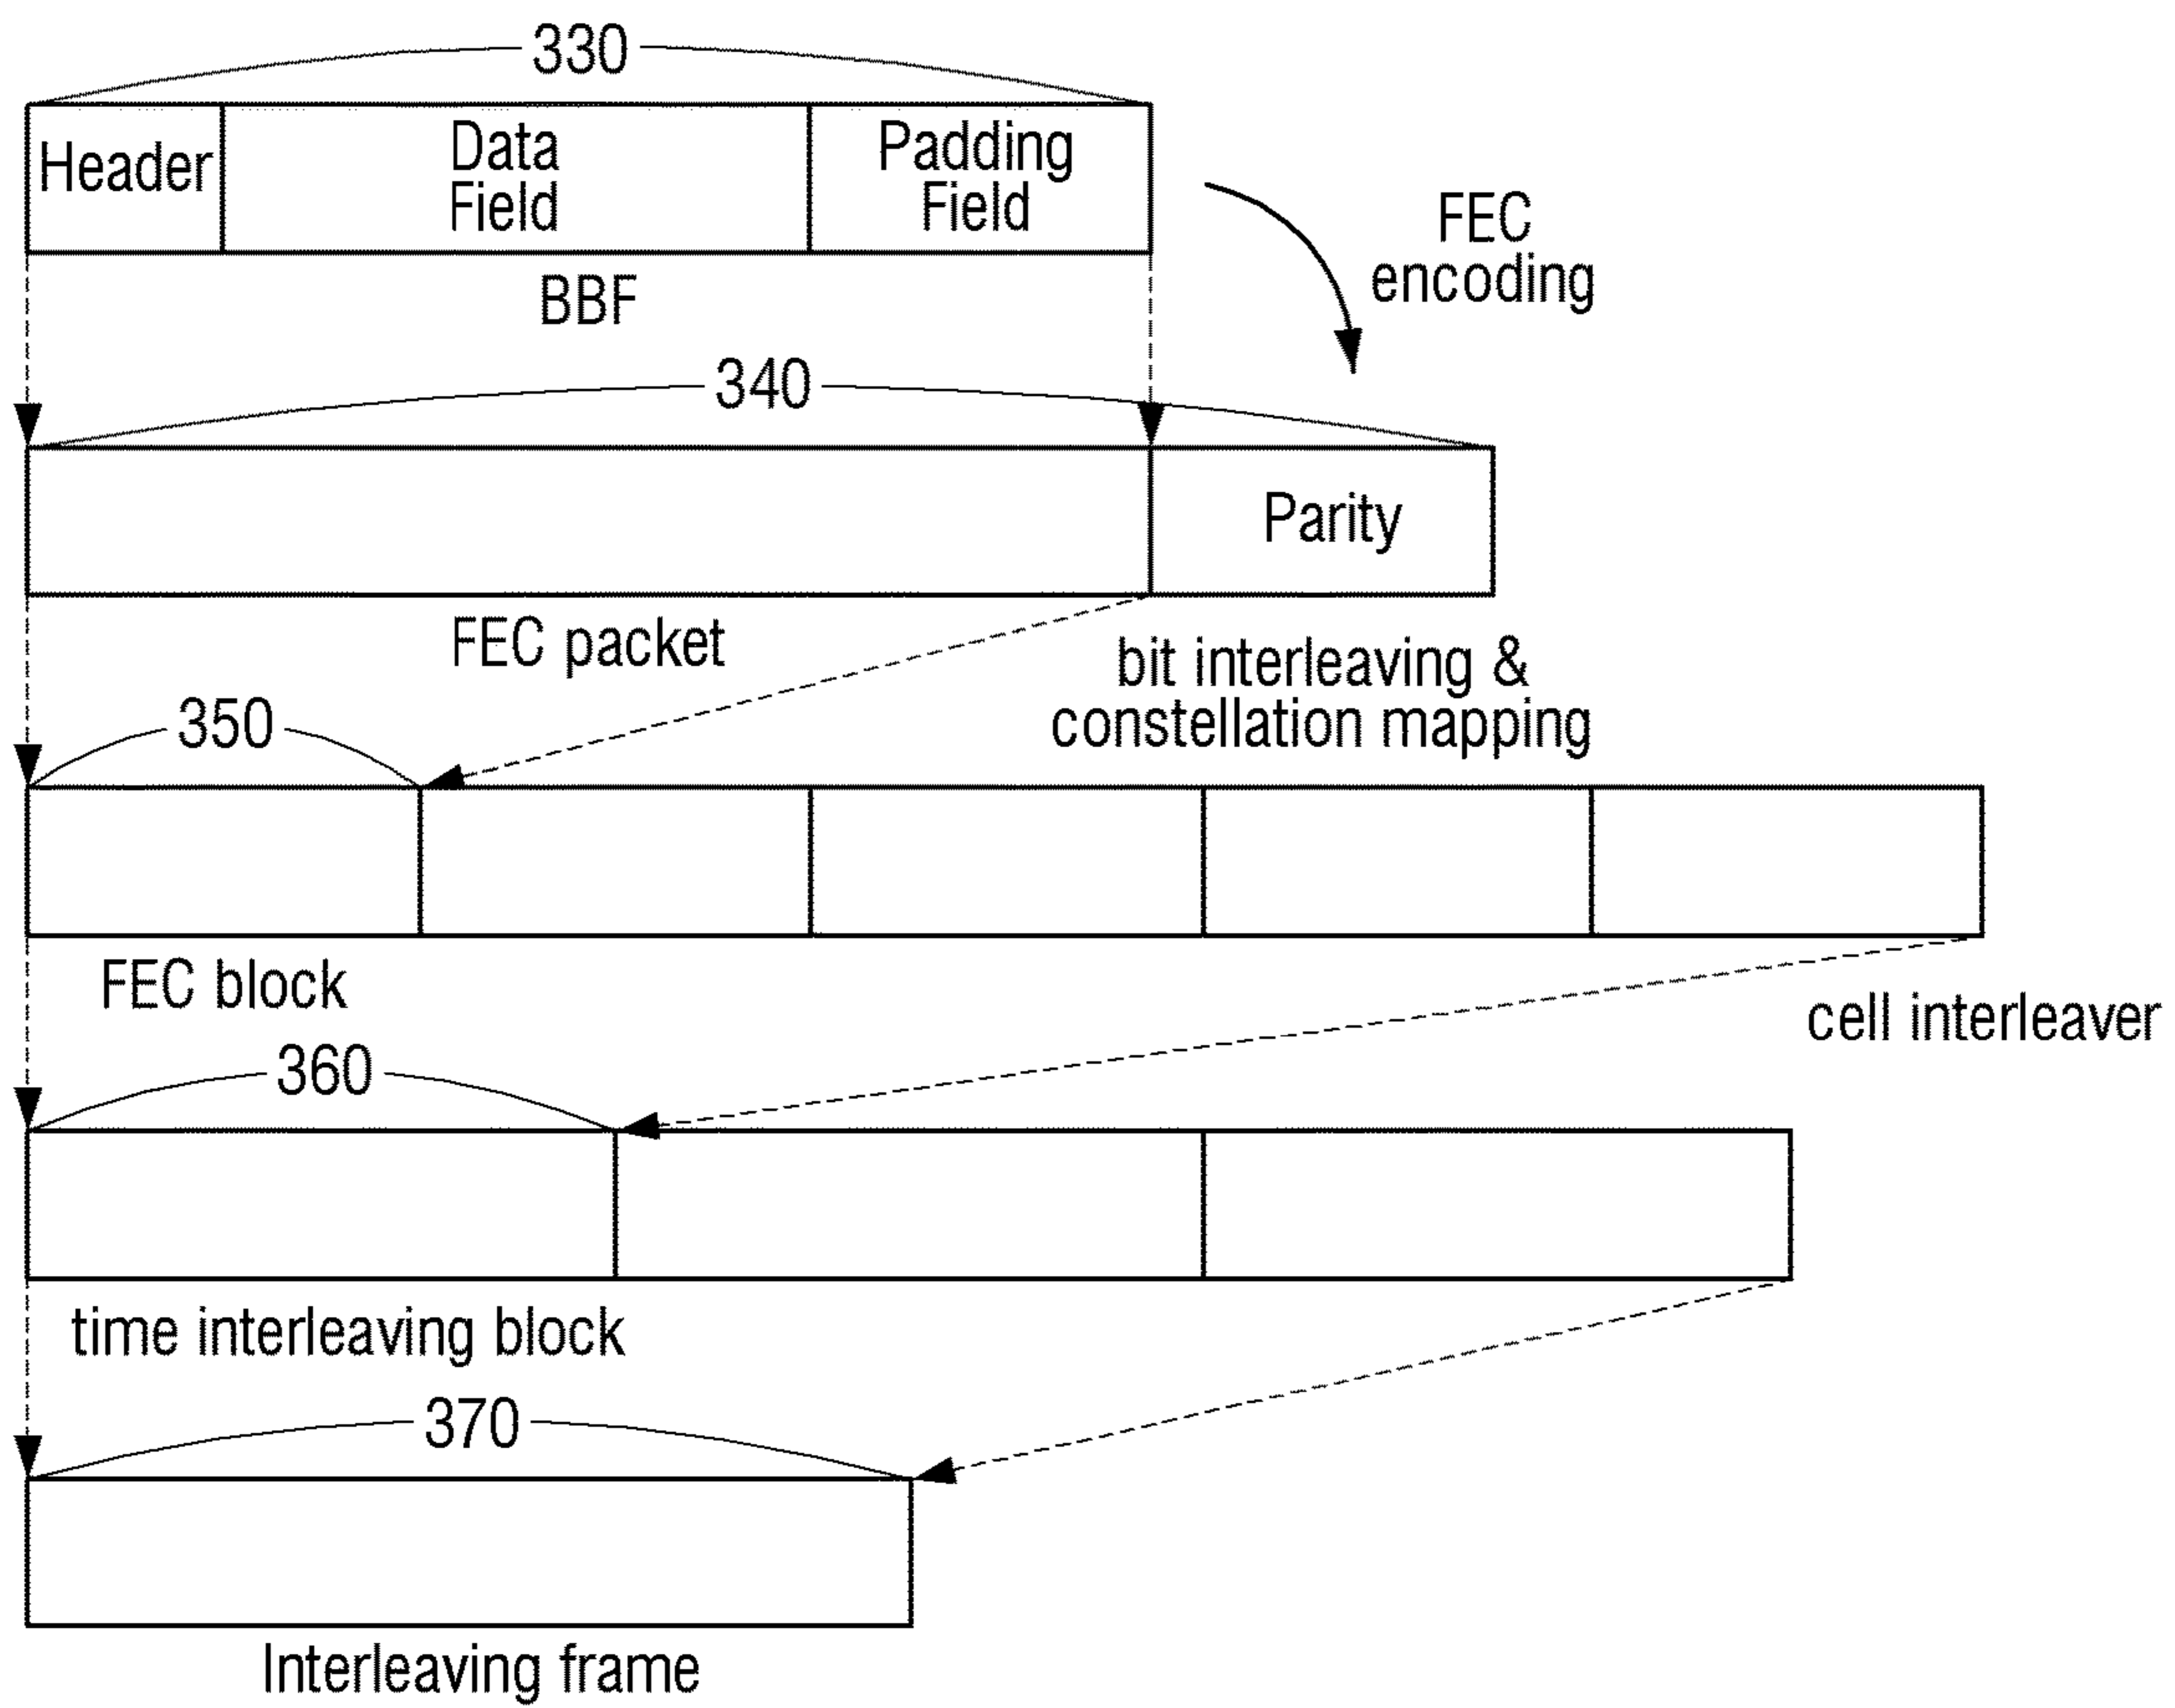 330
Header
Data
Field
Padding
Field
FEC
encoding
BBF
340
Parity
FEC packet
bit interleaving &
constellation mapping
350
FEC block
cell interleaver
360
time interleaving block
370
Interleaving frame